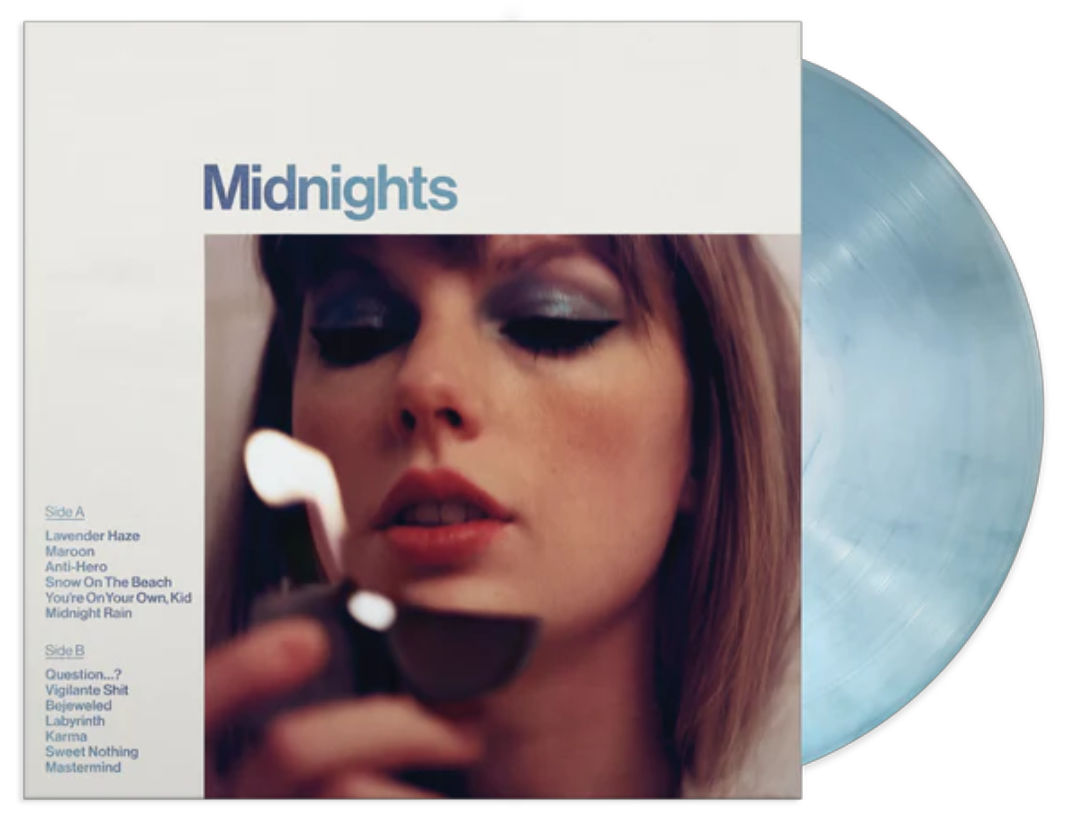 Midnights
Side A
Lavender Haze
Maroon
Anti-Hero
Snow On The Beach
You're On Your Own, Kid
Midnight Rain
Side B
Question...?
Vigilante Shit
Bejeweled
Labyrinth
Karma
Sweet Nothing
Mastermind